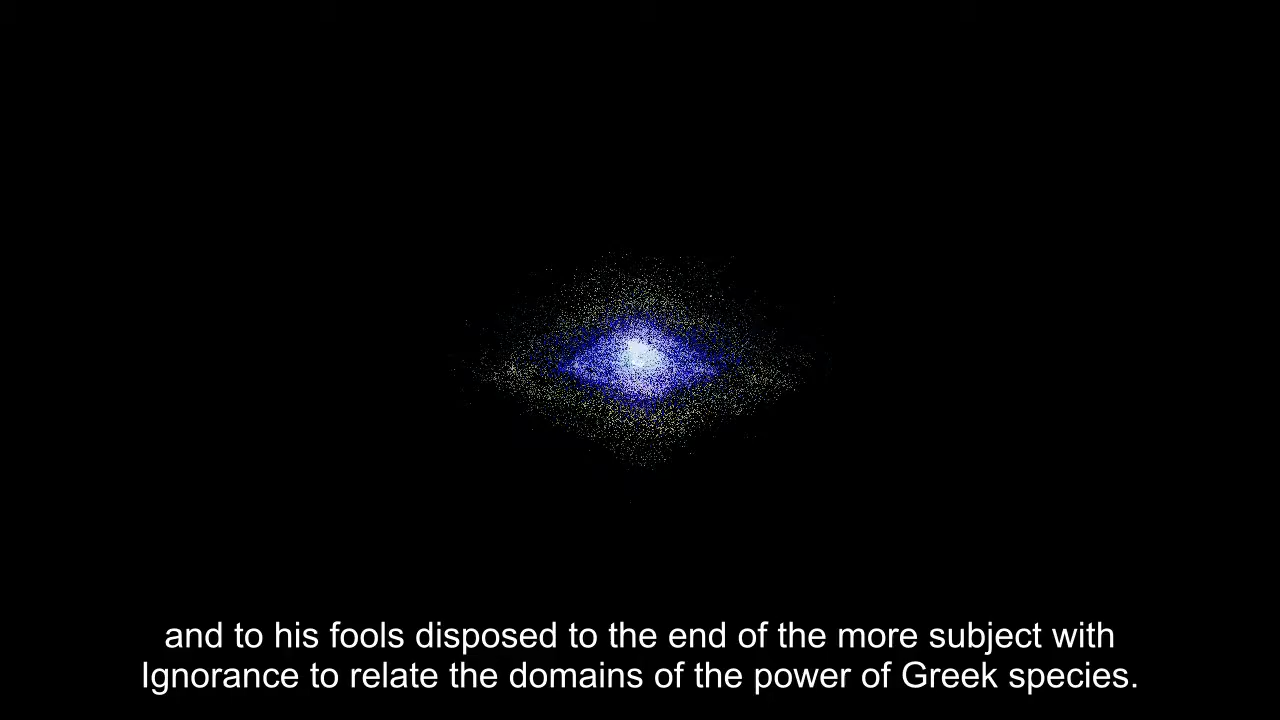 and to his fools disposed to the end of the more subject with
Ignorance to relate the domains of the power of Greek species.